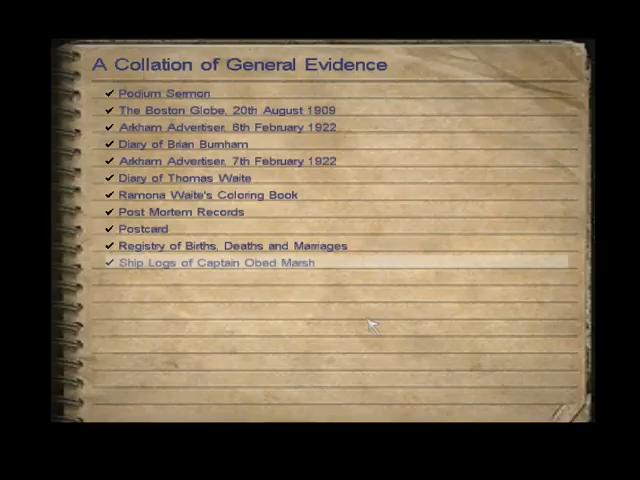 A Collation of General Evidence
Podium Sermon
The Boston Globe, 20th August 1909
Arkham Advertiser, 6th February 1922
Diary of Brian Burnham
Arkham Advertiser, 7th February 1922
Diary of Thomas Waite
Ramona Waite's Coloring Book
Post Mortem Records
Postcard
Registry of Births, Deaths and Marriages
Ship Logs of Captain Obed Marsh